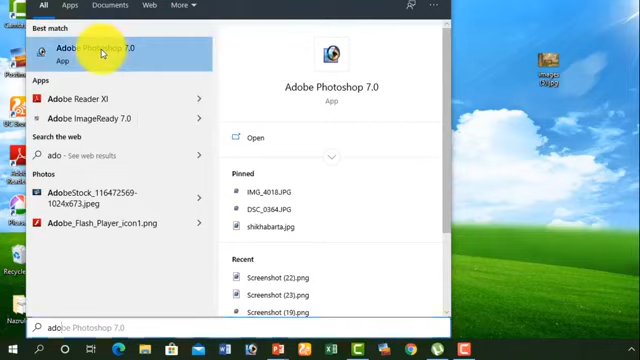 All Apps Documents Web More
Best match
Adobe Photoshop 7.0
App
Apps
Adobe Reader XI
Adobe ImageReady 7.0
Search the web
ado - See web results
Photos
AdobeStock_116472569-
1024x673.jpeg
Adobe_Flash_Player_icon1.png
Adobe Photoshop 7.0
App
Open
Pinned
IMG_4018.JPG
DSC_0364.JPG
shikhabarta.jpg
Recent
Screenshot (22).png
Screenshot (23).png
Screenshot (19).png
adobe Photoshop 7.0
images
Recycle
Nazrul